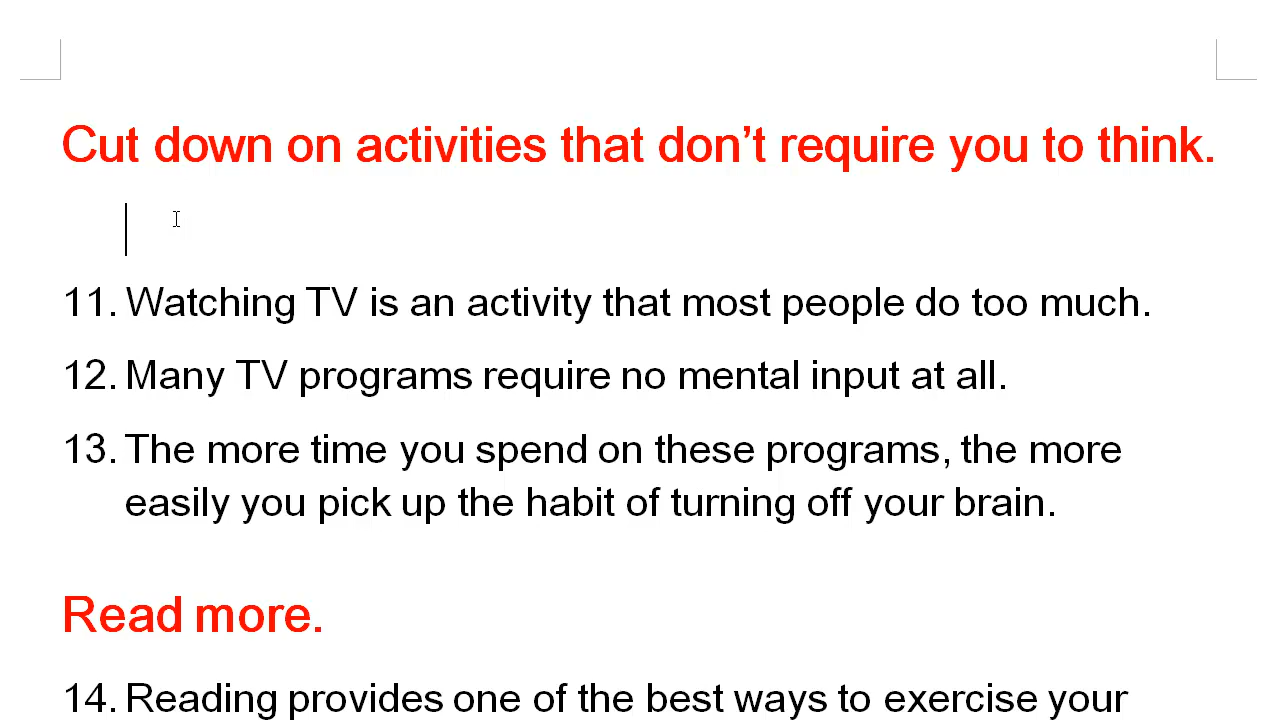 Cut down on activities that don’t require you to think.
11. Watching TV is an activity that most people do too much.
12. Many TV programs require no mental input at all.
13. The more time you spend on these programs, the more
easily you pick up the habit of turning off your brain.
Read more.
14. Reading provides one of the best ways to exercise your